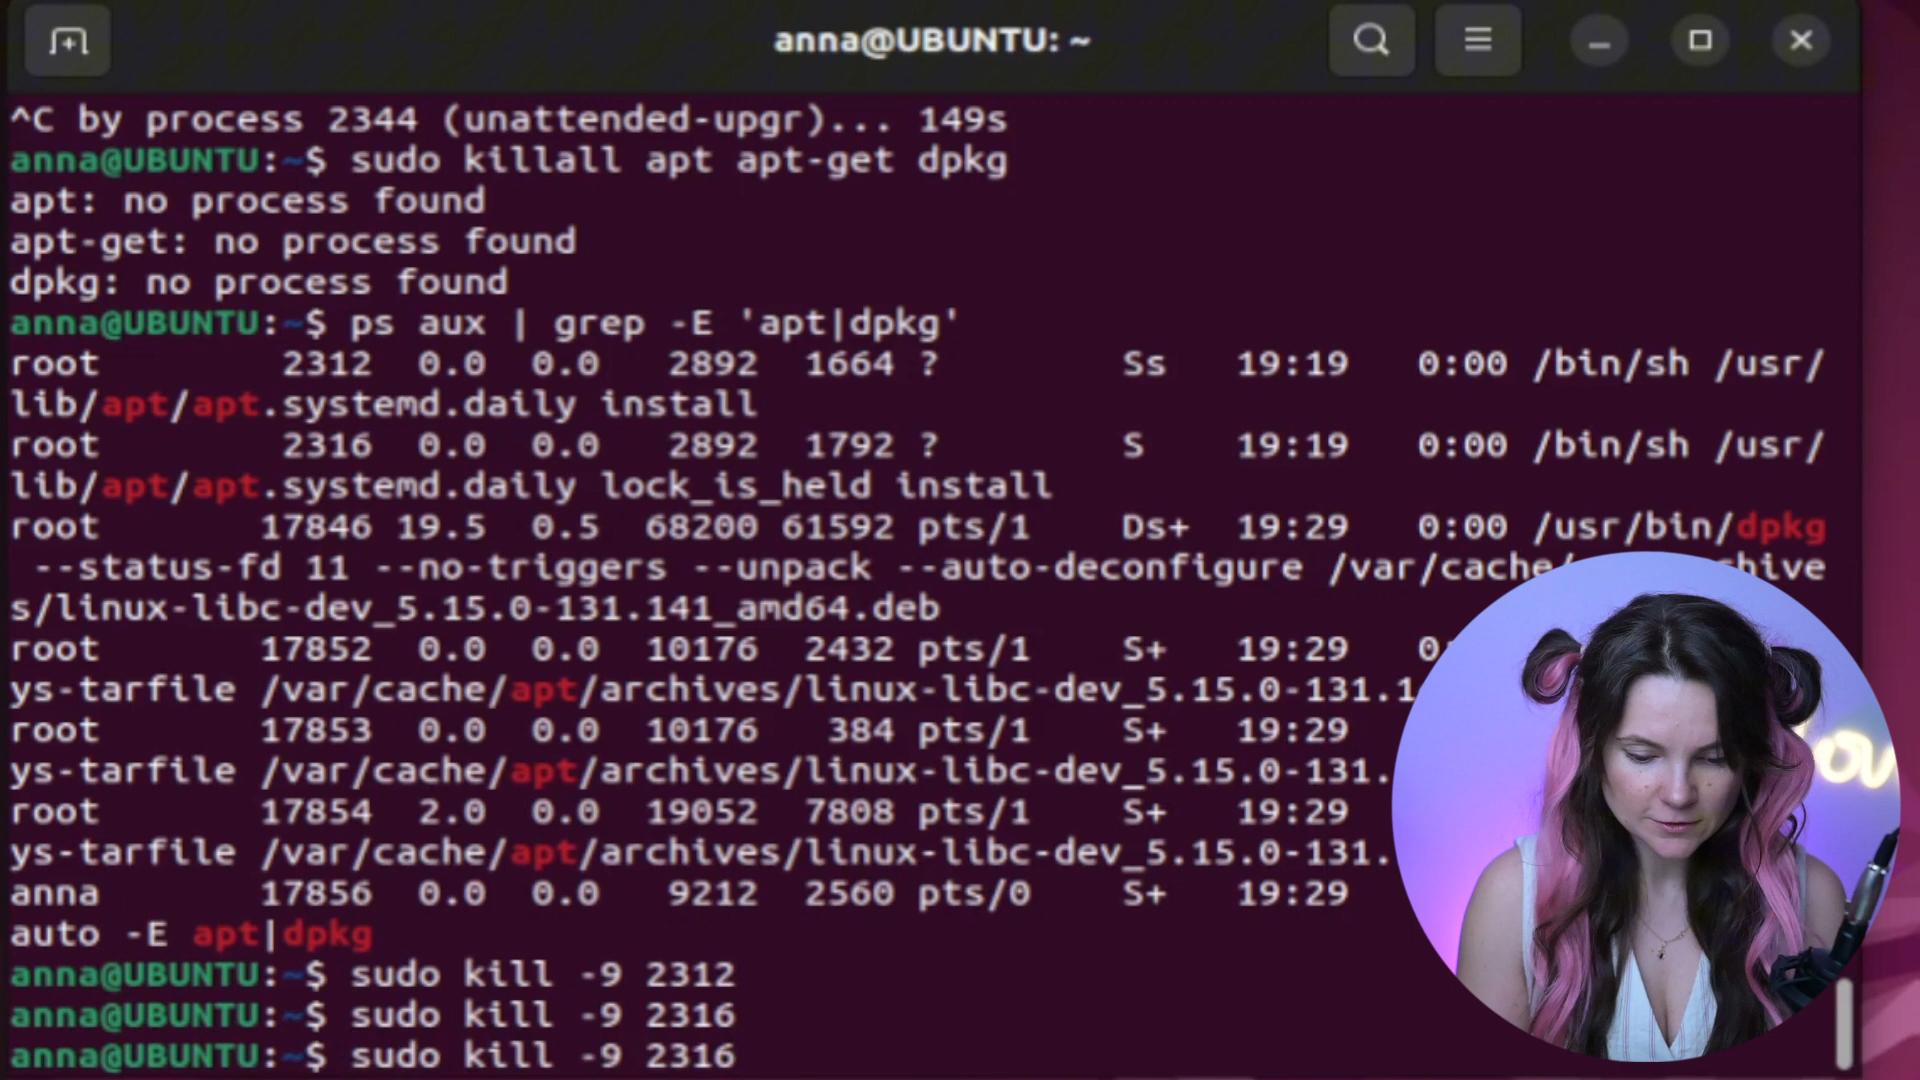 anna@UBUNTU: ~
^C by process 2344 (unattended-upgr)... 149s
anna@UBUNTU:~$ sudo killall apt apt-get dpkg
apt: no process found
apt-get: no process found
dpkg: no process found
anna@UBUNTU:~$ ps aux | grep -E 'apt|dpkg'
root 2312 0.0 0.0 2892 1664 ? Ss 19:19 0:00 /bin/sh /usr/
lib/apt/apt.systemd.daily install
root 2316 0.0 0.0 2892 1792 ? S 19:19 0:00 /bin/sh /usr/
lib/apt/apt.systemd.daily lock_is_held install
root 17846 19.5 0.5 68200 61592 pts/1 Ds+ 19:29 0:00 /usr/bin/dpkg
--status-fd 11 --no-triggers --unpack --auto-deconfigure /var/cache/
s/linux-libc-dev_5.15.0-131.141_amd64.deb
root 17852 0.0 0.0 10176 2432 pts/1 S+ 19:29
ys-tarfile /var/cache/apt/archives/linux-libc-dev_5.15.0-131.1
root 17853 0.0 0.0 10176 384 pts/1 S+ 19:29
ys-tarfile /var/cache/apt/archives/linux-libc-dev_5.15.0-131.
root 17854 2.0 0.0 19052 7808 pts/1 S+ 19:29
ys-tarfile /var/cache/apt/archives/linux-libc-dev_5.15.0-131.
anna 17856 0.0 0.0 9212 2560 pts/0 S+ 19:29
auto -E apt|dpkg
anna@UBUNTU:~$ sudo kill -9 2312
anna@UBUNTU:~$ sudo kill -9 2316
anna@UBUNTU:~$ sudo kill -9 2316